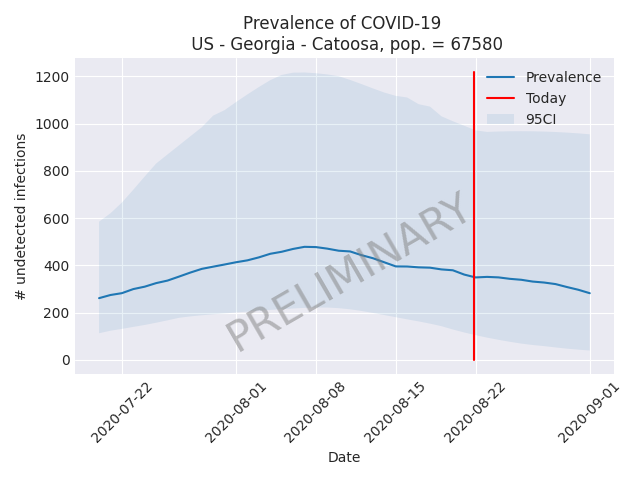 Prevalence of COVID-19
US - Georgia - Catoosa, pop. = 67580
Prevalence
Today
95CI
# undetected infections
1200
1000
800
600
400
200
0
PRELIMINARY
2020-07-22
2020-08-01
2020-08-08
2020-08-15
2020-08-22
2020-09-01
Date